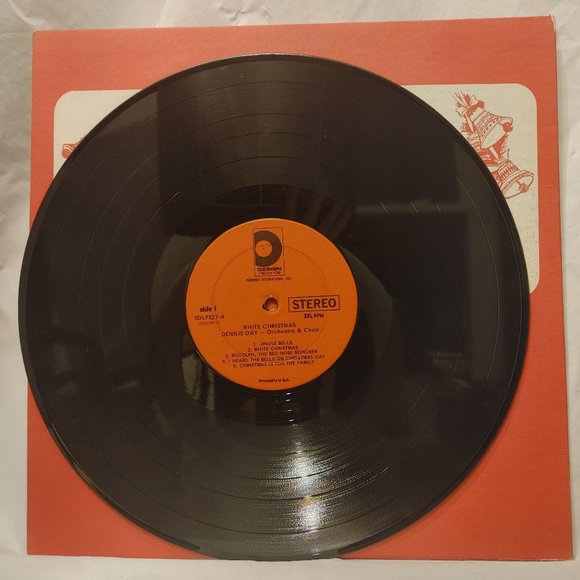 DESIGN
RECORDS
PICKWICK INTERNATIONAL, INC.
side 1
STEREO
SDLPX27-A
33⅓ RPM
WHITE CHRISTMAS
DENNIS DAY - Orchestra & Choir
1. JINGLE BELLS
2. WHITE CHRISTMAS
3. RUDOLPH, THE RED NOSE REINDEER
4. I HEARD THE BELLS ON CHRISTMAS DAY
5. CHRISTMAS IS FOR THE FAMILY
Printed in U.S.A.